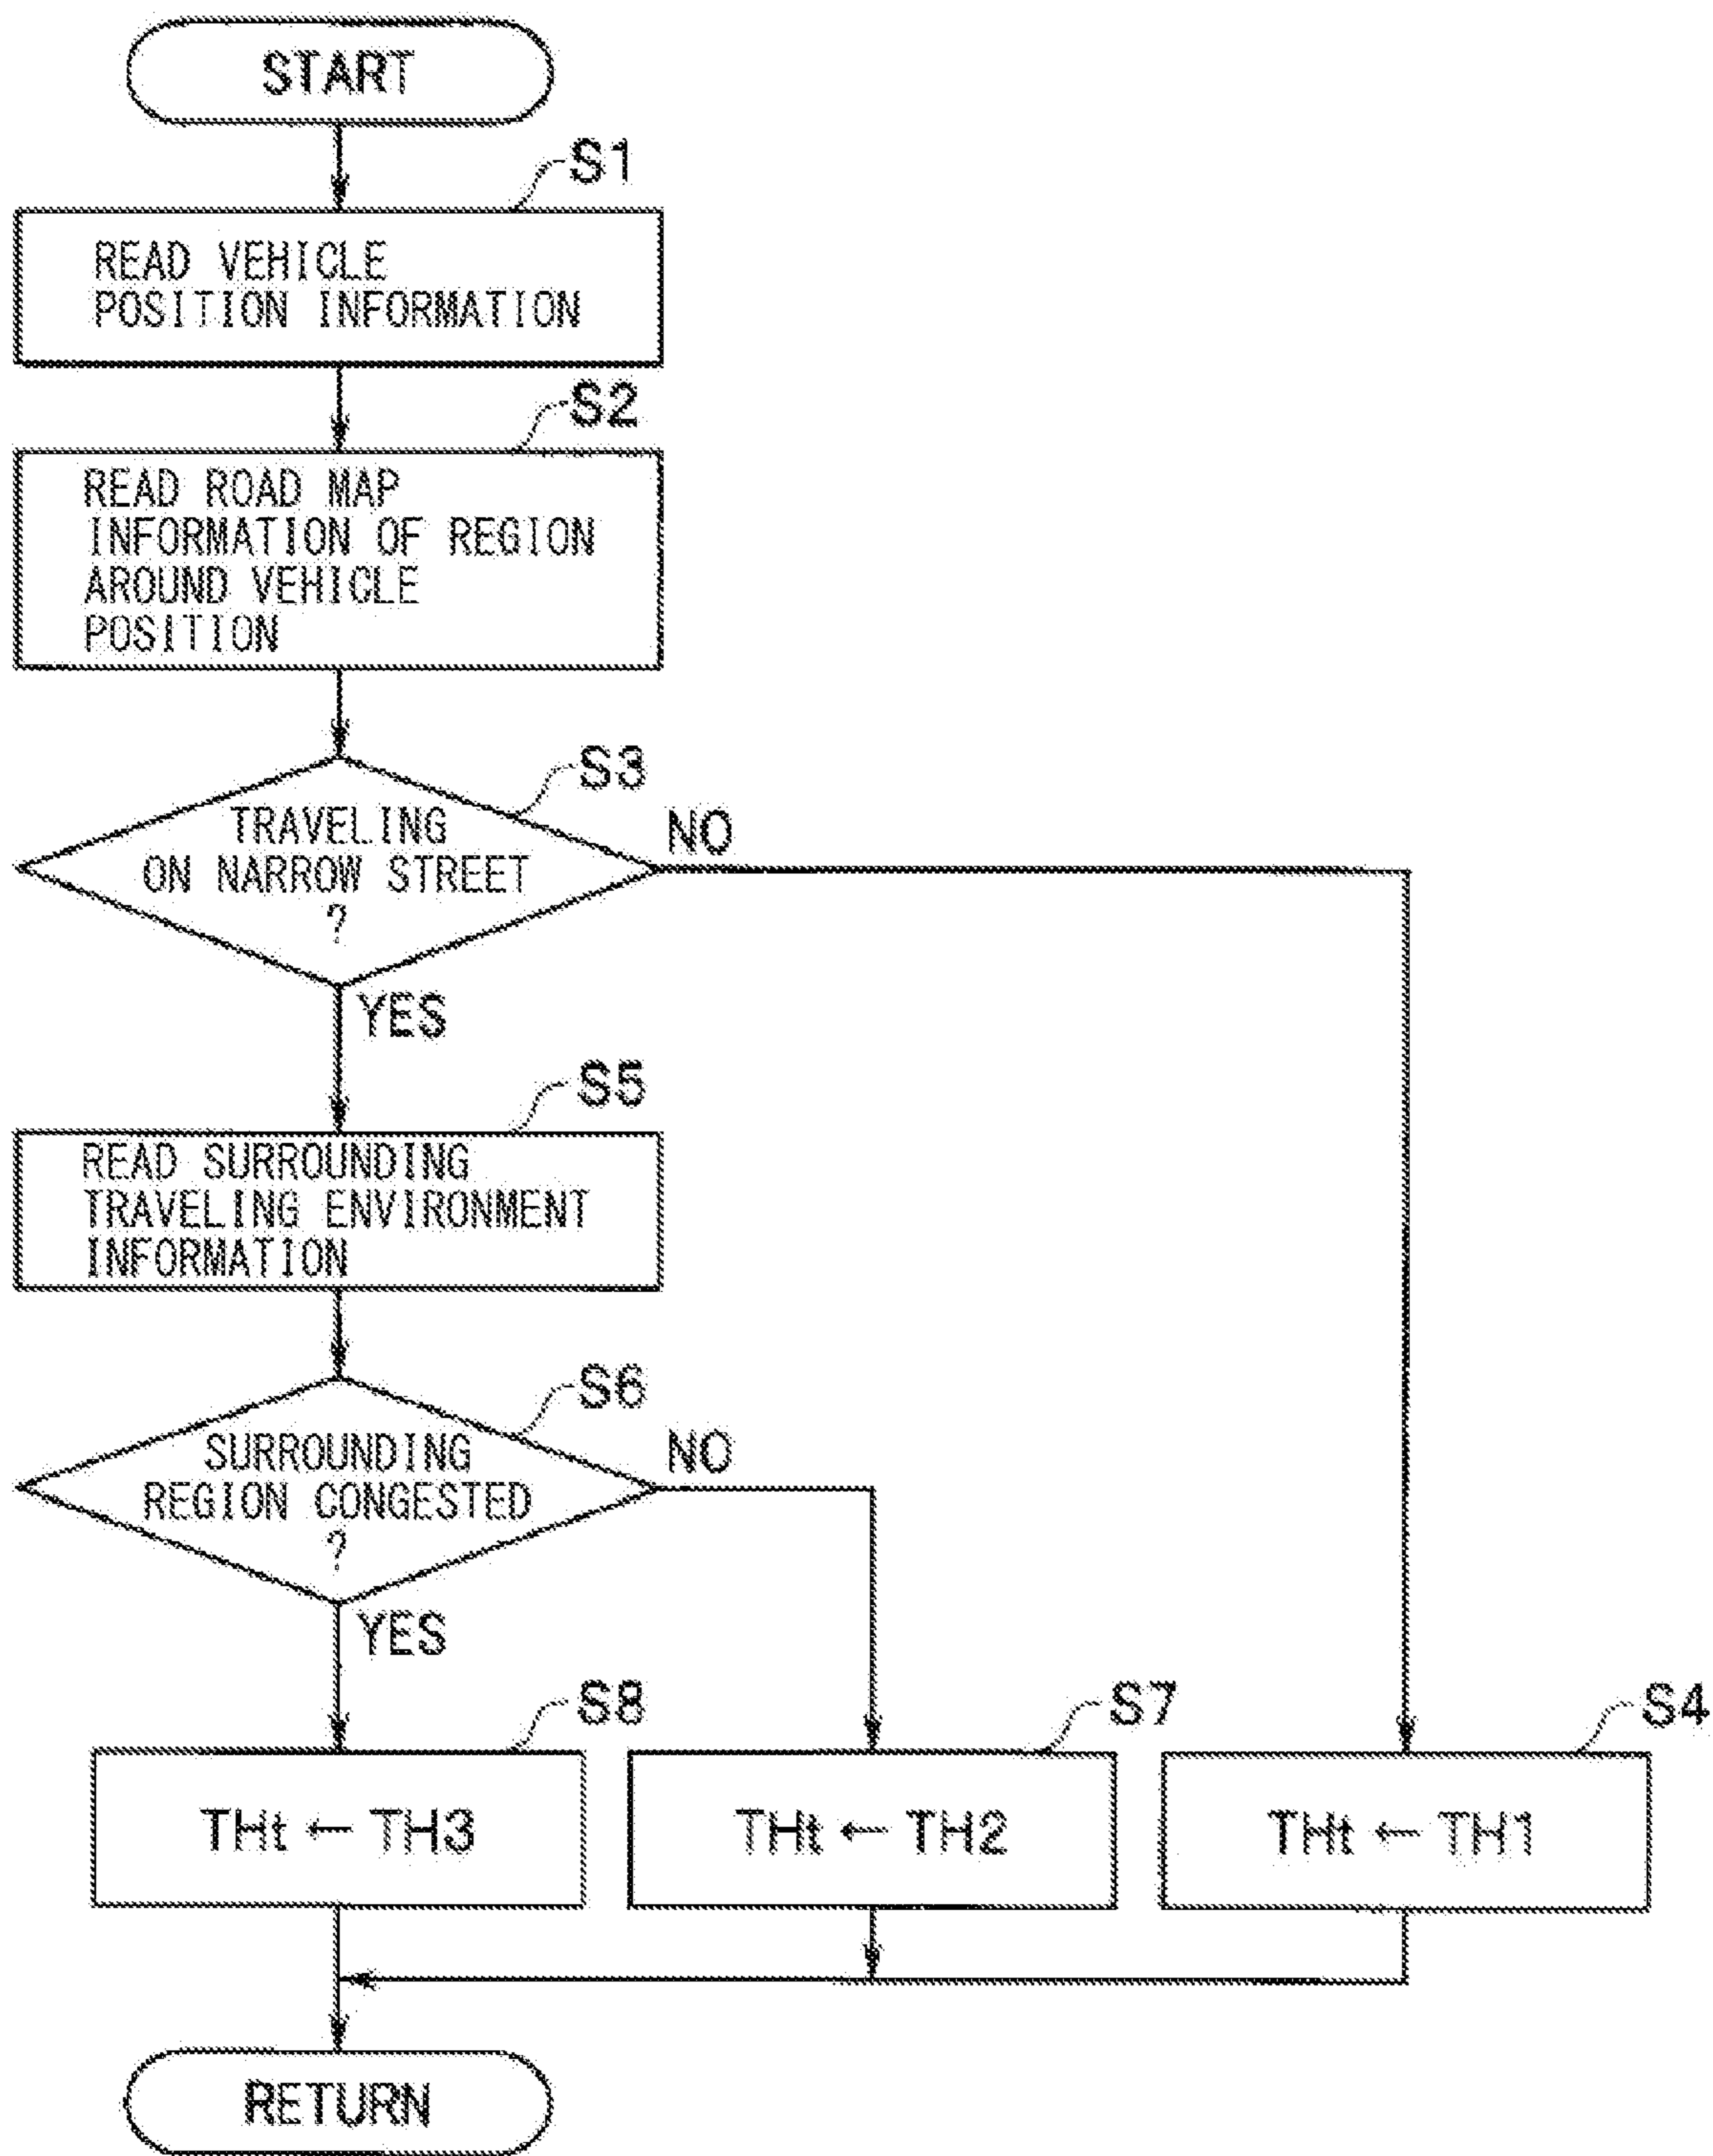 START
S1
READ VEHICLE
POSITION INFORMATION
S2
READ ROAD MAP
INFORMATION OF REGION
AROUND VEHICLE
POSITION
S3
TRAVELING
ON NARROW STREET
?
NO
YES
S5
READ SURROUNDING
TRAVELING ENVIRONMENT
INFORMATION
S6
SURROUNDING
REGION CONGESTED
?
NO
YES
S8
THt ← TH3
S7
THt ← TH2
S4
THt ← TH1
RETURN